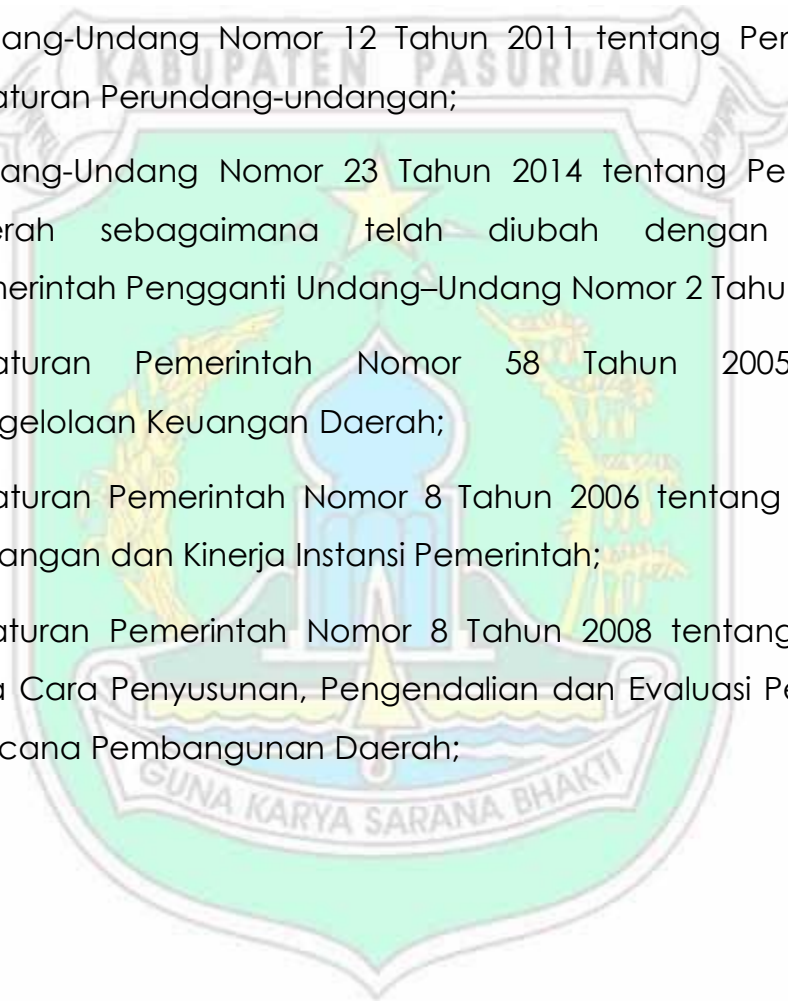 KABUPATEN PASURUAN
ang-Undang Nomor 12 Tahun 2011 tentang Pen
aturan Perundang-undangan;
ang-Undang Nomor 23 Tahun 2014 tentang Pe
erah sebagaimana telah diubah dengan
nerintah Pengganti Undang–Undang Nomor 2 Tahu
aturan Pemerintah Nomor 58 Tahun 2005
gelolaan Keuangan Daerah;
aturan Pemerintah Nomor 8 Tahun 2006 tentang
angan dan Kinerja Instansi Pemerintah;
aturan Pemerintah Nomor 8 Tahun 2008 tentang
a Cara Penyusunan, Pengendalian dan Evaluasi Pe
cana Pembangunan Daerah;
GUNA KARYA SARANA BHAKTI